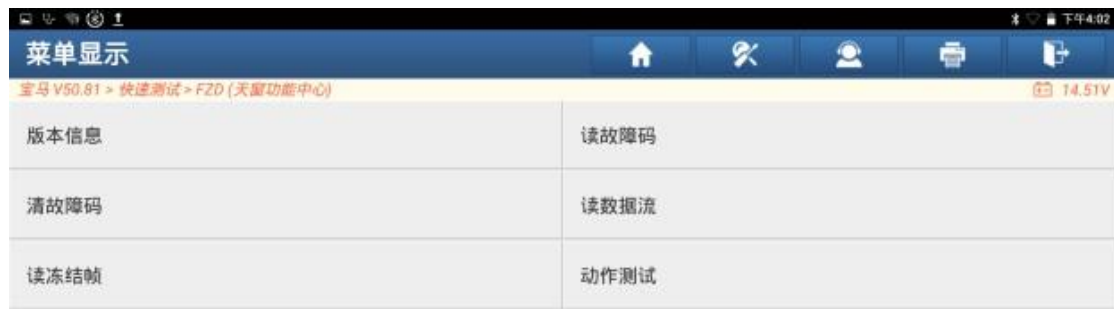 下午4:02
菜单显示
宝马 V50.81 > 快速测试 > FZD (天窗功能中心)
14.51V
版本信息
读故障码
清故障码
读数据流
读冻结帧
动作测试